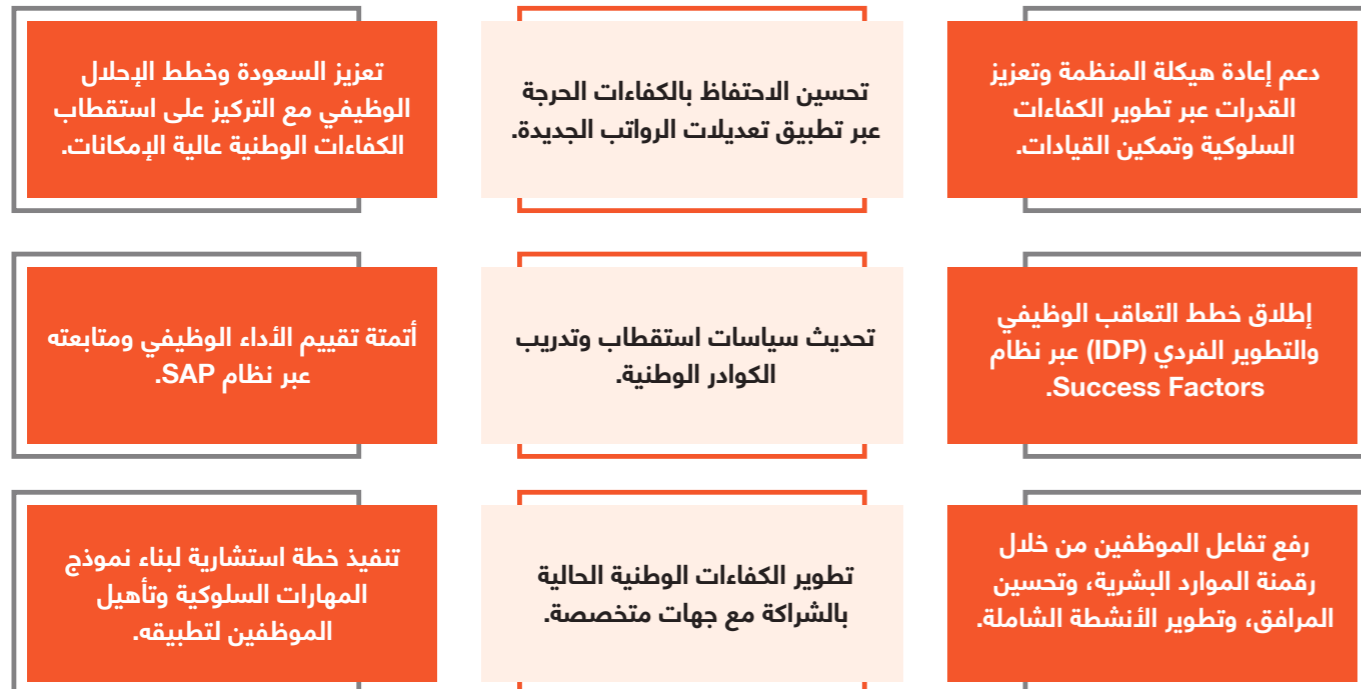 دعم إعادة هيكلة المنظمة وتعزيز
القدرات عبر تطوير الكفاءات
السلوكية وتمكين القيادات.
تحسين الاحتفاظ بالكفاءات الحرجة
عبر تطبيق تعديلات الرواتب الجديدة.
تعزيز السعودة وخطط الإحلال
الوظيفي مع التركيز على استقطاب
الكفاءات الوطنية عالية الإمكانات.
إطلاق خطط التعاقب الوظيفي
والتطوير الفردي (IDP) عبر نظام
Success Factors.
تحديث سياسات استقطاب وتدريب
الكوادر الوطنية.
أتمتة تقييم الأداء الوظيفي ومتابعته
عبر نظام SAP.
رفع تفاعل الموظفين من خلال
رقمنة الموارد البشرية، وتحسين
المرافق، وتطوير الأنشطة الشاملة.
تطوير الكفاءات الوطنية الحالية
بالشراكة مع جهات متخصصة.
تنفيذ خطة استشارية لبناء نموذج
المهارات السلوكية وتأهيل
الموظفين لتطبيقه.